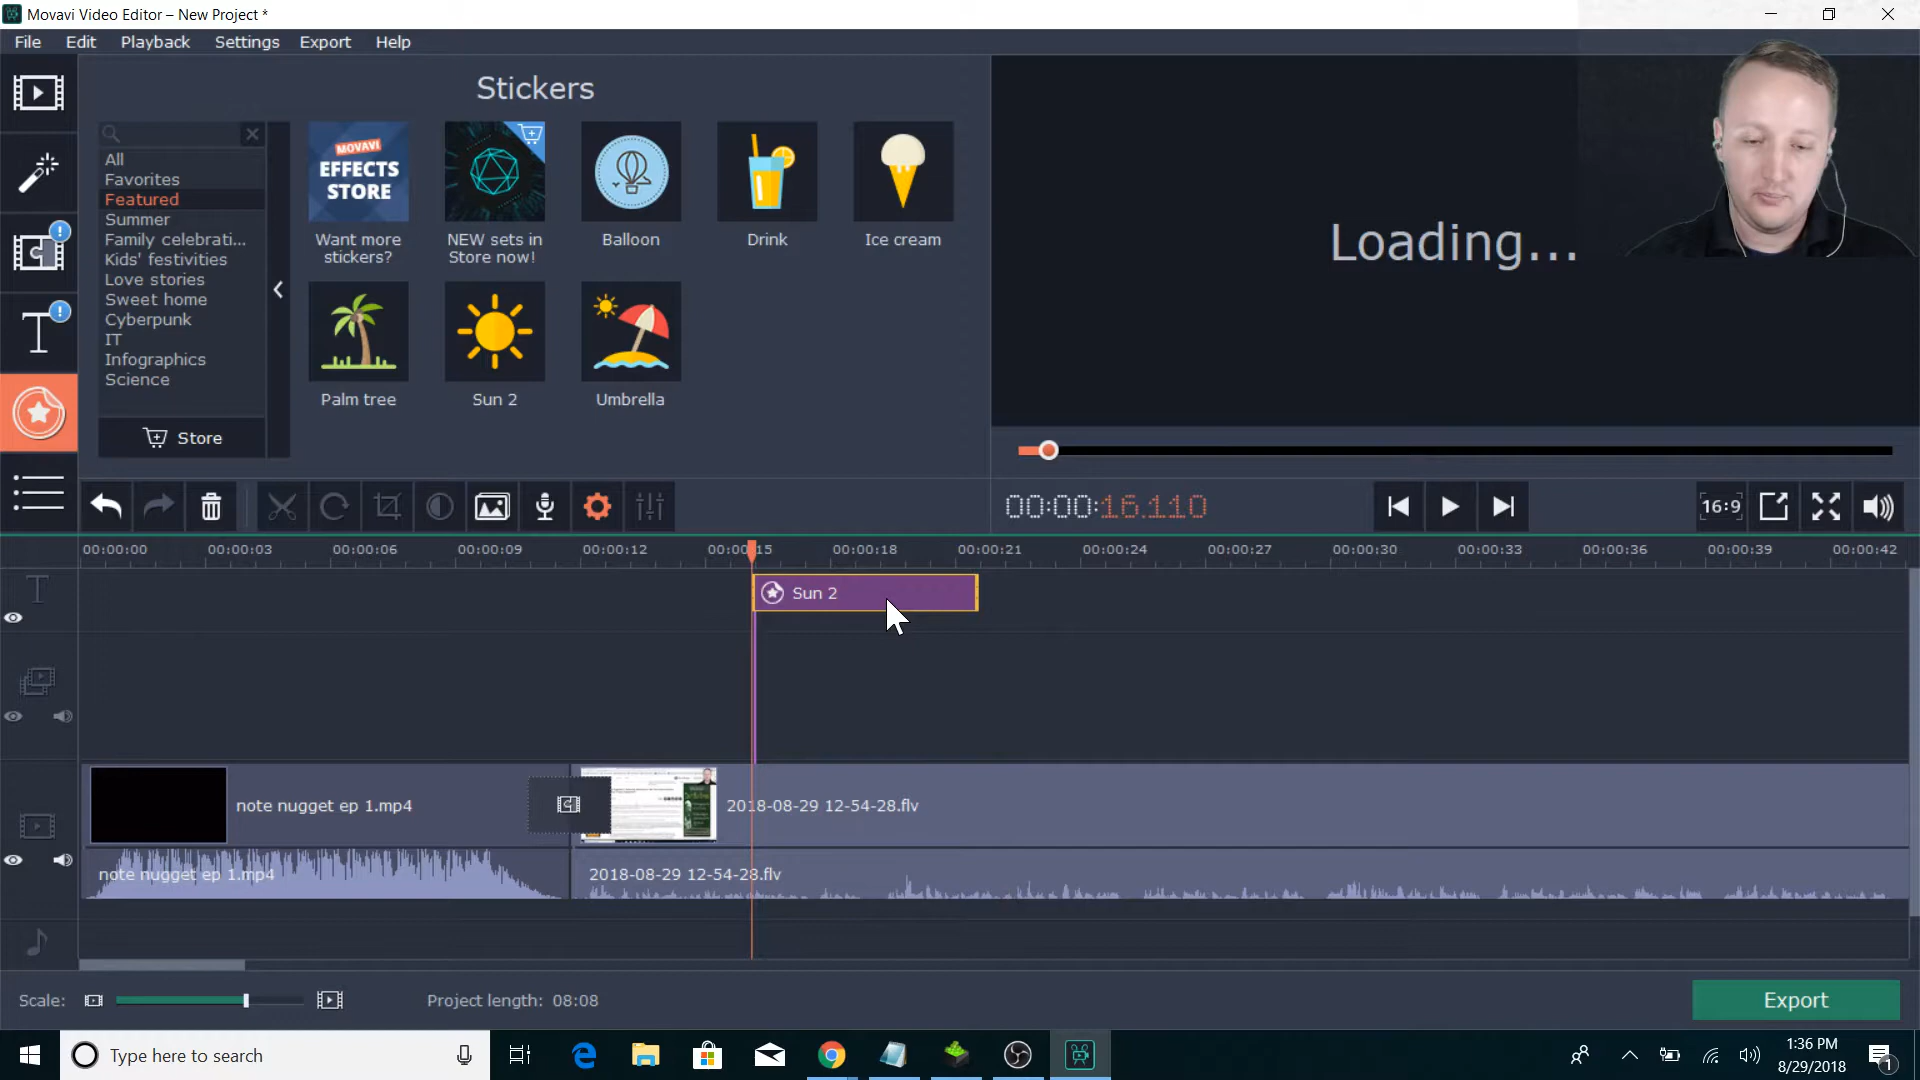 Movavi Video Editor – New Project *
File Edit Playback Settings Export Help
Stickers
All
Favorites
Featured
Summer
Family celebrati...
Kids' festivities
Love stories
Sweet home
Cyberpunk
IT
Infographics
Science
Store
MOVAVI
EFFECTS
STORE
Want more
stickers?
NEW sets in
Store now!
Balloon
Drink
Ice cream
Palm tree
Sun 2
Umbrella
Loading...
00:00:16.110
16:9
00:00:00 00:00:03 00:00:06 00:00:09 00:00:12 00:00:15 00:00:18 00:00:21 00:00:24 00:00:27 00:00:30 00:00:33 00:00:36 00:00:39 00:00:42
T
Sun 2
note nugget ep 1.mp4
2018-08-29 12-54-28.flv
note nugget ep 1.mp4
2018-08-29 12-54-28.flv
Scale:
Project length: 08:08
Export
Type here to search
1:36 PM
8/29/2018
1